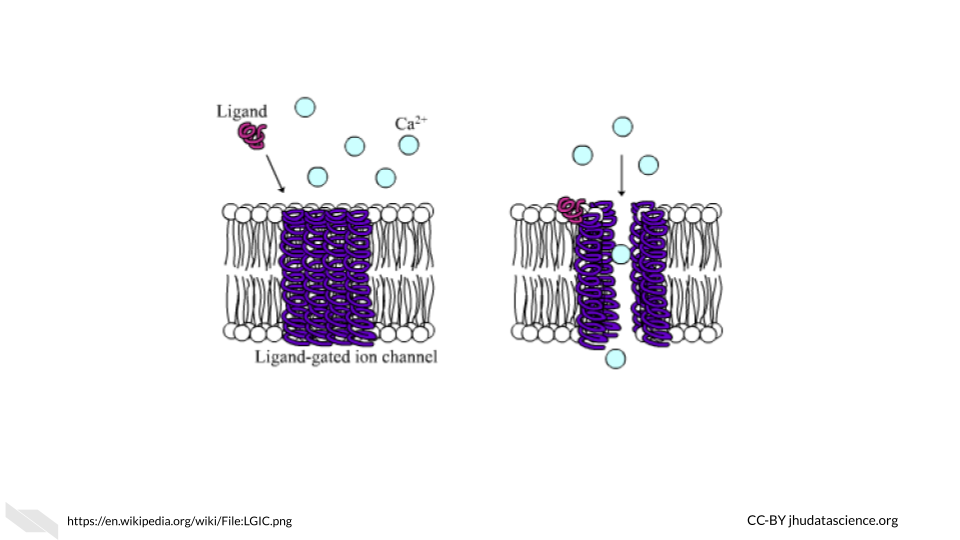 Ligand
Ca²⁺
Ligand-gated ion channel
https://en.wikipedia.org/wiki/File:LGIC.png
CC-BY jhudatascience.org